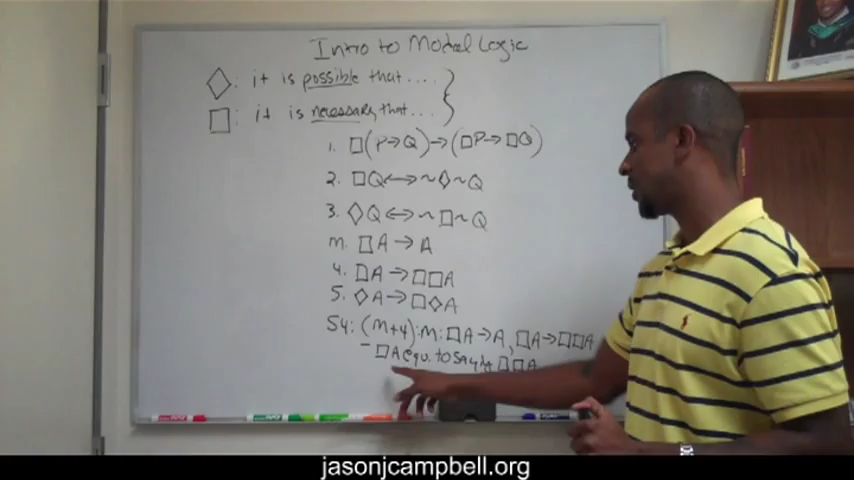 Intro to Modal Logic
◇: it is possible that....
□: it is necessary that...
1. □(P→Q)→(□P→□Q)
2. □Q↔~◇~Q
3. ◇Q↔~□~Q
M. □A→A
4. □A→□□A
5. ◇A→□◇A
S4: (M+4): M: □A→A, □A→□□A
- □A equ. to saying □□A
jasonjcampbell.org